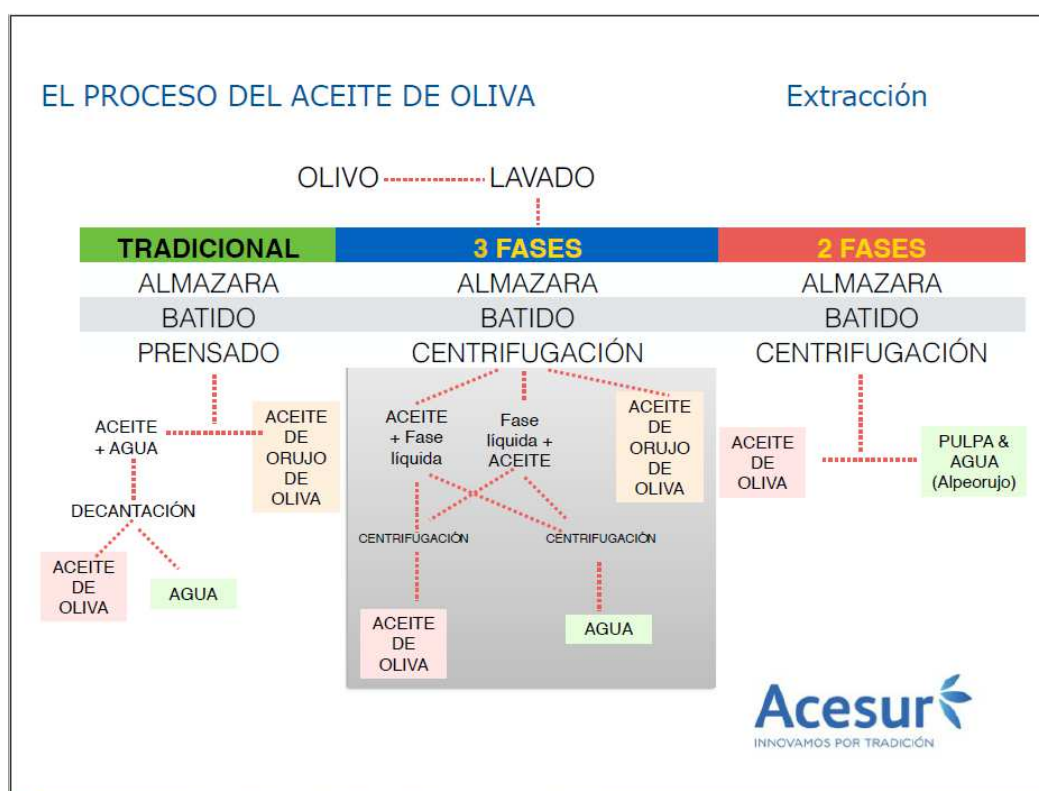 EL PROCESO DEL ACEITE DE OLIVA
Extracción
OLIVO
LAVADO
TRADICIONAL
3 FASES
2 FASES
ALMAZARA
ALMAZARA
ALMAZARA
BATIDO
BATIDO
BATIDO
PRENSADO
CENTRIFUGACIÓN
CENTRIFUGACIÓN
ACEITE
+ AGUA
ACEITE
DE
ORUJO
DE
OLIVA
DECANTACIÓN
ACEITE
DE
OLIVA
AGUA
ACEITE
+ Fase
líquida
Fase
líquida +
ACEITE
ACEITE
DE
ORUJO
DE
OLIVA
CENTRIFUGACIÓN
CENTRIFUGACIÓN
ACEITE
DE
OLIVA
AGUA
ACEITE
DE
OLIVA
PULPA &
AGUA
(Alpeorujo)
Acesur
INNOVAMOS POR TRADICIÓN